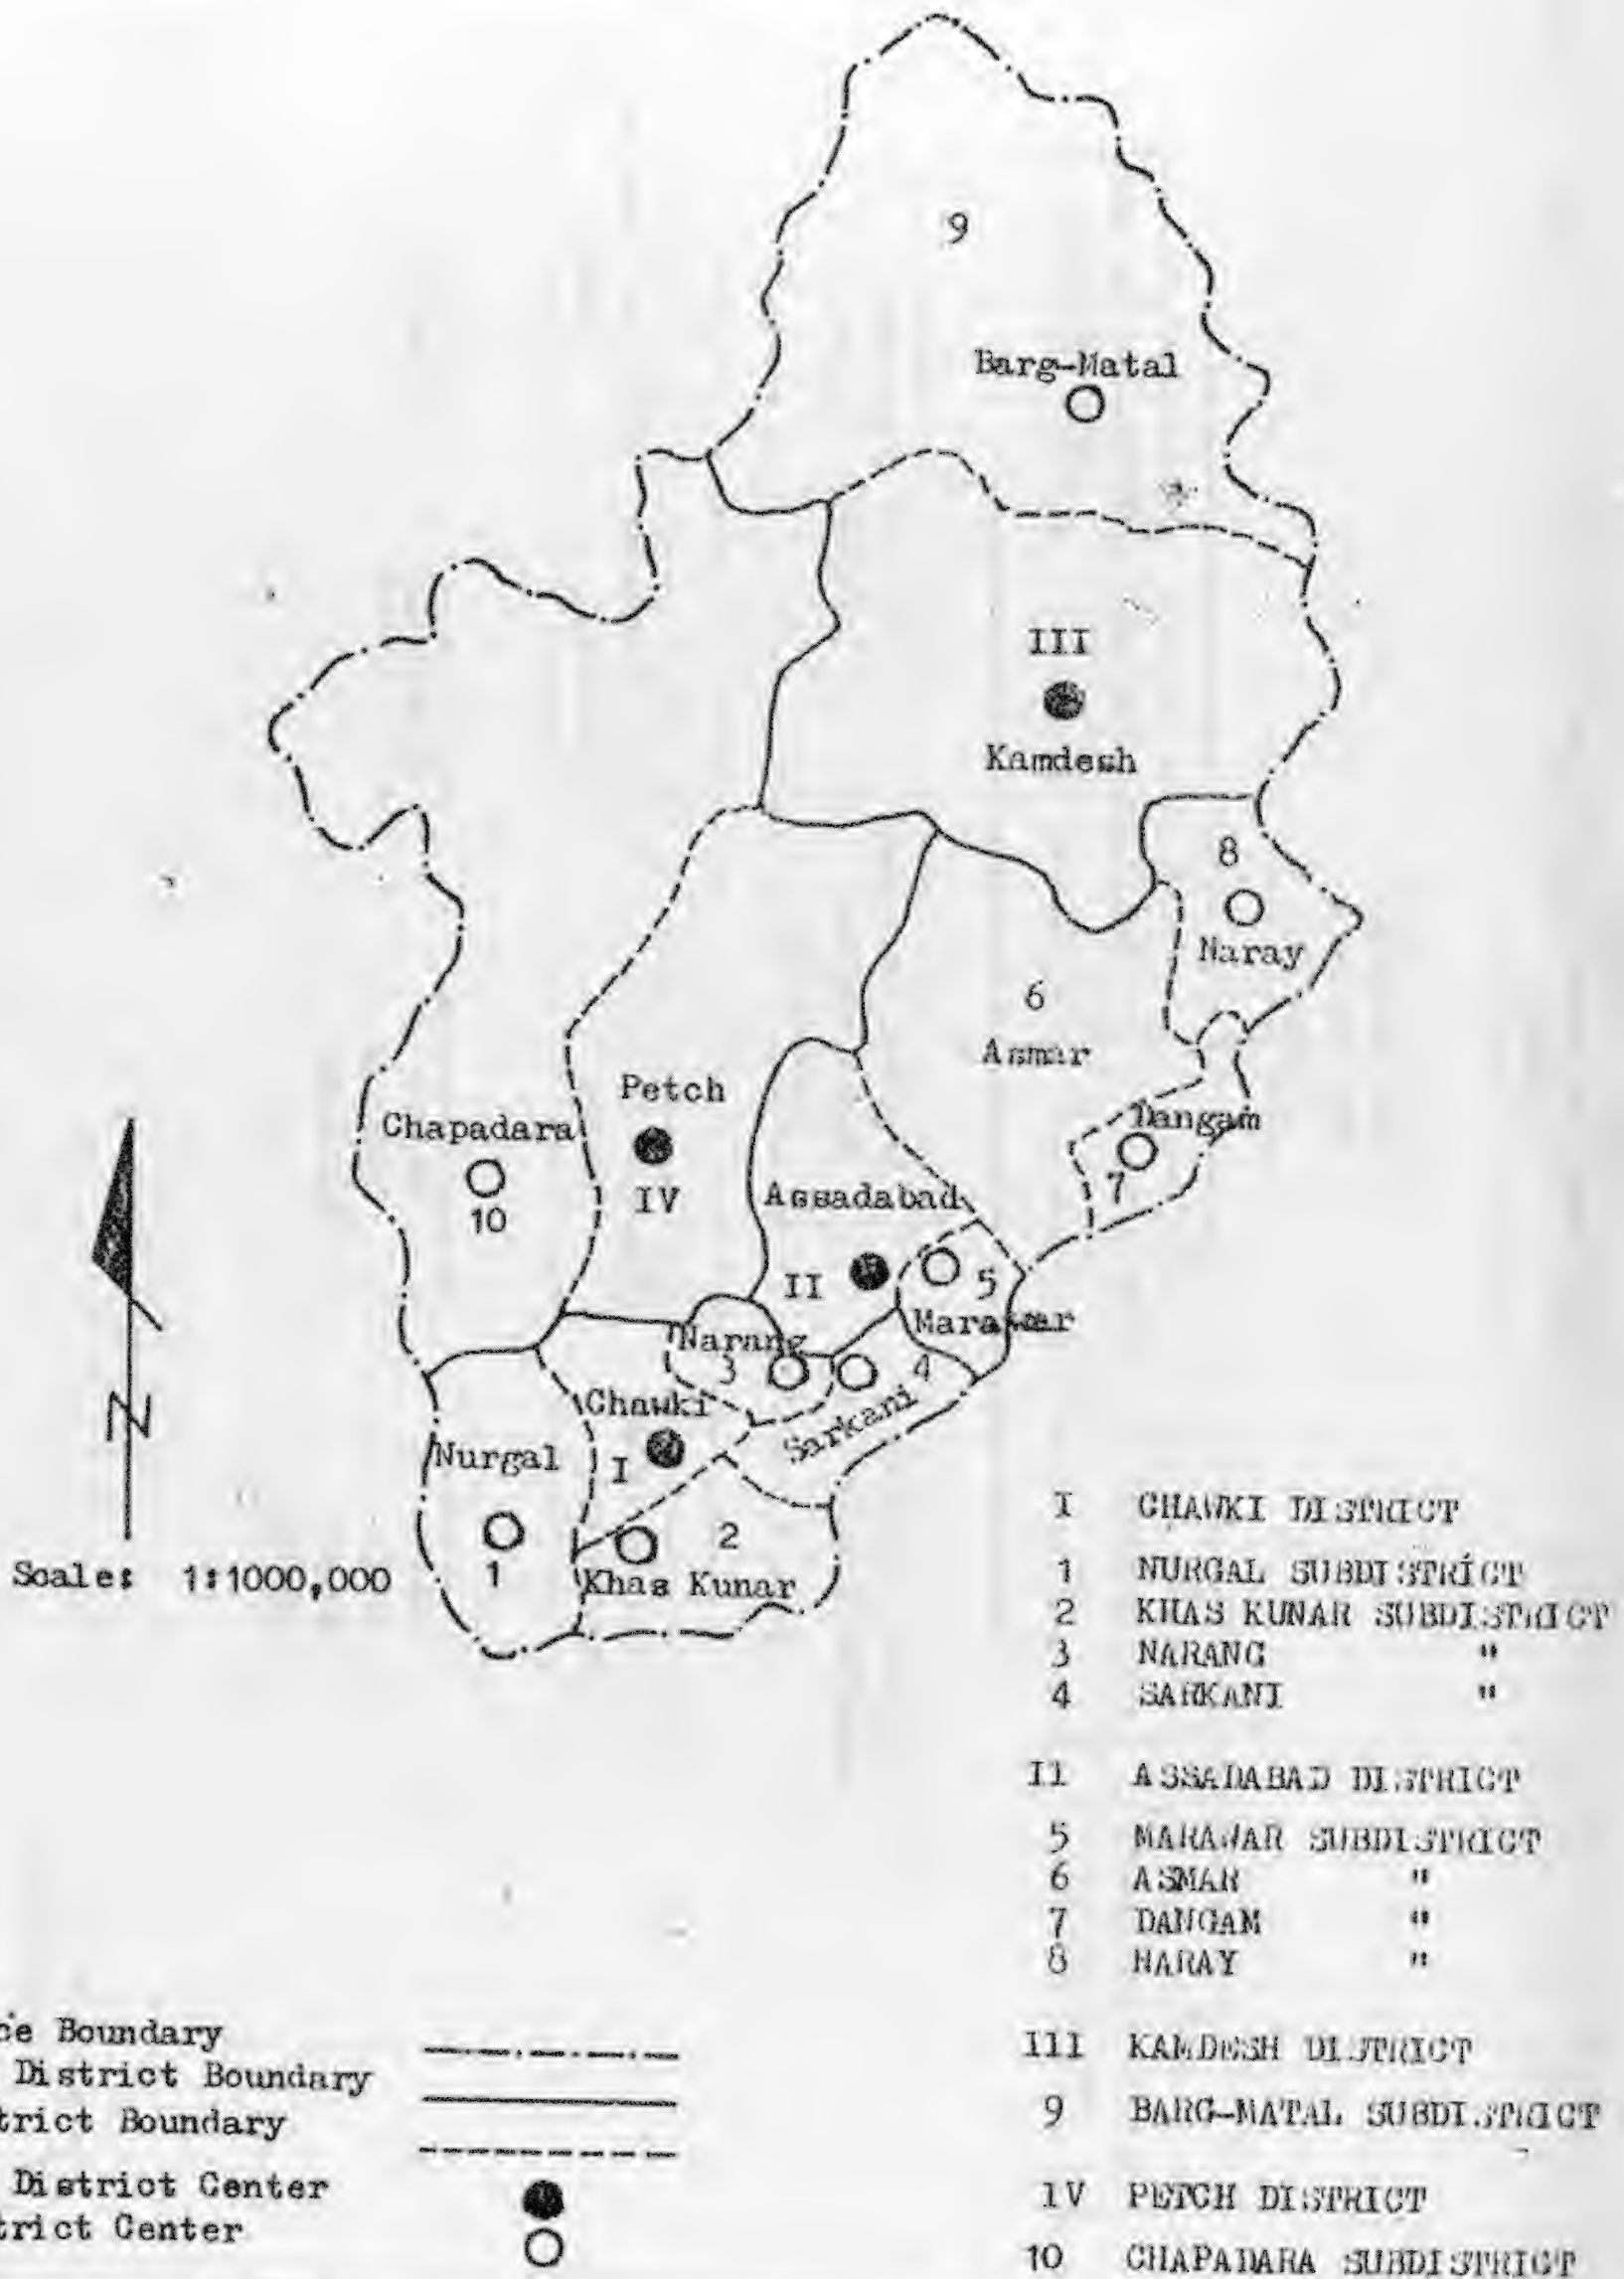 9
Barg-Matal
III
Kamdesh
8
Naray
6
Asmar
Petch
Chapadara
IV
10
Dangam
7
Assadabad
II
5
Marawar
Narang
3
4
Sarkani
Chawki
I
Nurgal
1
2
Khas Kunar
N
Scale: 1:1000,000
I CHAWKI DISTRICT
1 NURGAL SUBDISTRICT
2 KHAS KUNAR SUBDISTRICT
3 NARANG "
4 SARKANI "
II ASSADABAD DISTRICT
5 MARAWAR SUBDISTRICT
6 ASMAR "
7 DANGAM "
8 NARAY "
III KAMDESH DISTRICT
9 BARG-MATAL SUBDISTRICT
IV PETCH DISTRICT
10 CHAPADARA SUBDISTRICT
ce Boundary
District Boundary
trict Boundary
District Center
trict Center